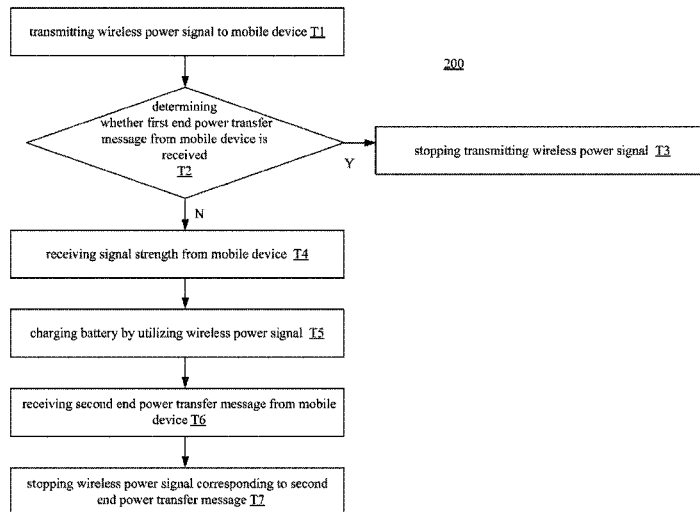 transmitting wireless power signal to mobile device T1
200
determining
whether first end power transfer
message from mobile device is
received
T2
Y
stopping transmitting wireless power signal T3
N
receiving signal strength from mobile device T4
charging battery by utilizing wireless power signal T5
receiving second end power transfer message from mobile
device T6
stopping wireless power signal corresponding to second
end power transfer message T7